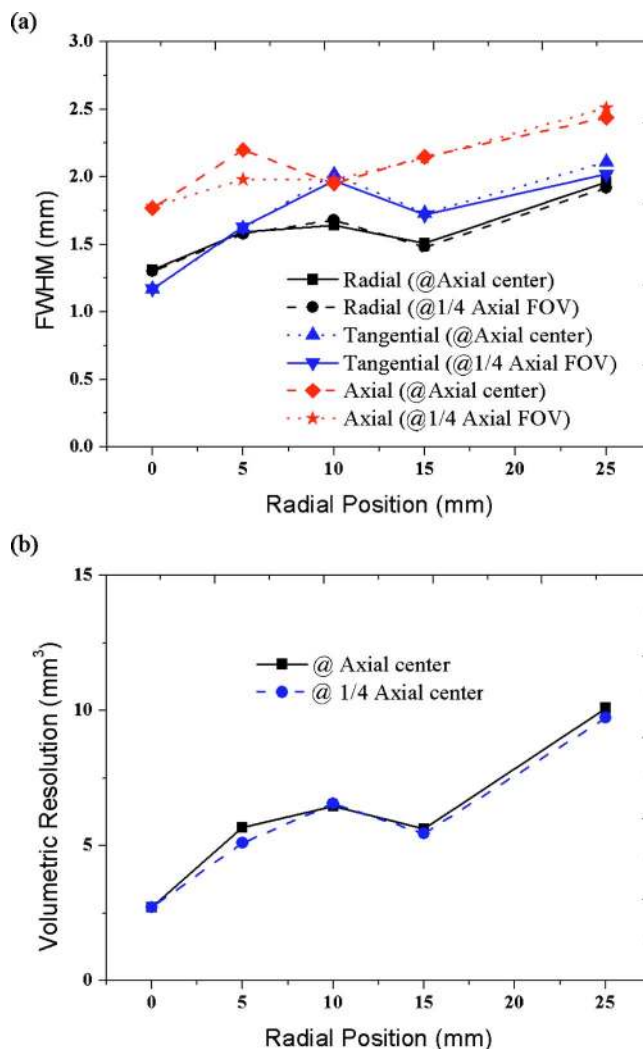 (a)
3.0
2.5
2.0
1.5
1.0
0.5
0.0
FWHM (mm)
Radial (@Axial center)
Radial (@1/4 Axial FOV)
Tangential (@Axial center)
Tangential (@1/4 Axial FOV)
Axial (@Axial center)
Axial (@1/4 Axial FOV)
0 5 10 15 20 25
Radial Position (mm)
(b)
15
10
5
0
Volumetric Resolution (mm³)
@ Axial center
@ 1/4 Axial center
0 5 10 15 20 25
Radial Position (mm)